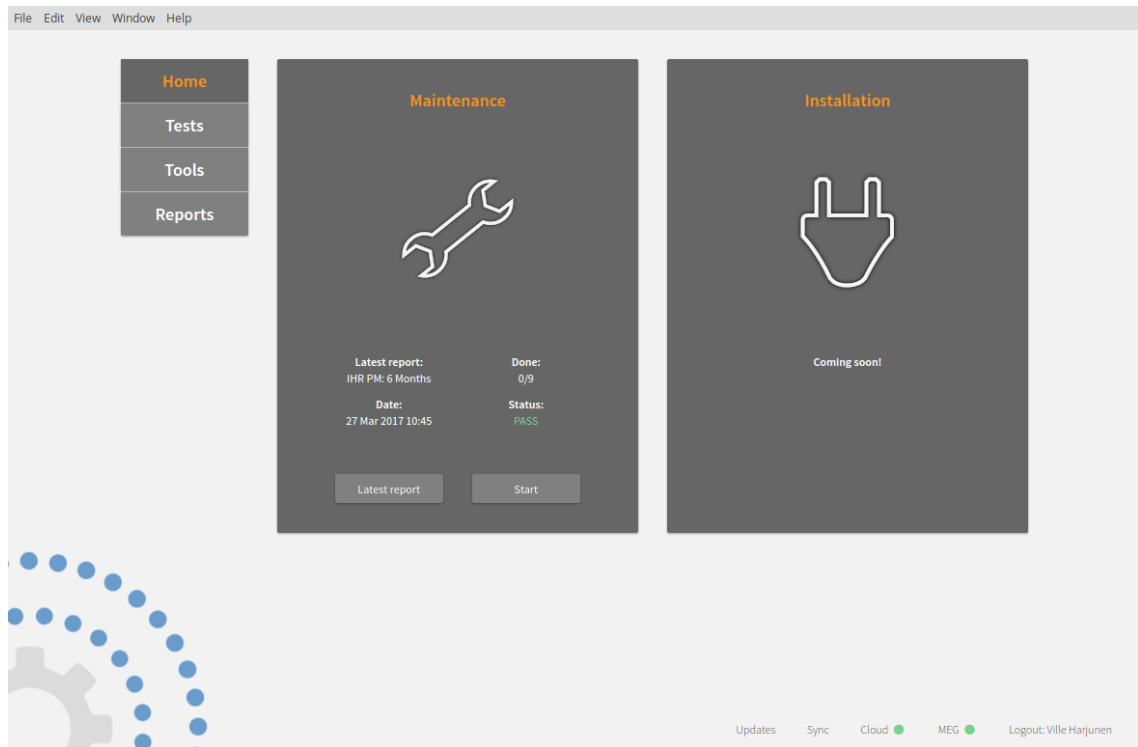 File Edit View Window Help
Home
Tests
Tools
Reports
Maintenance
Latest report:
IHR PM: 6 Months
Done:
0/9
Date:
27 Mar 2017 10:45
Status:
PASS
Latest report
Start
Installation
Coming soon!
Updates Sync Cloud MEG Logout: Ville Harjunen